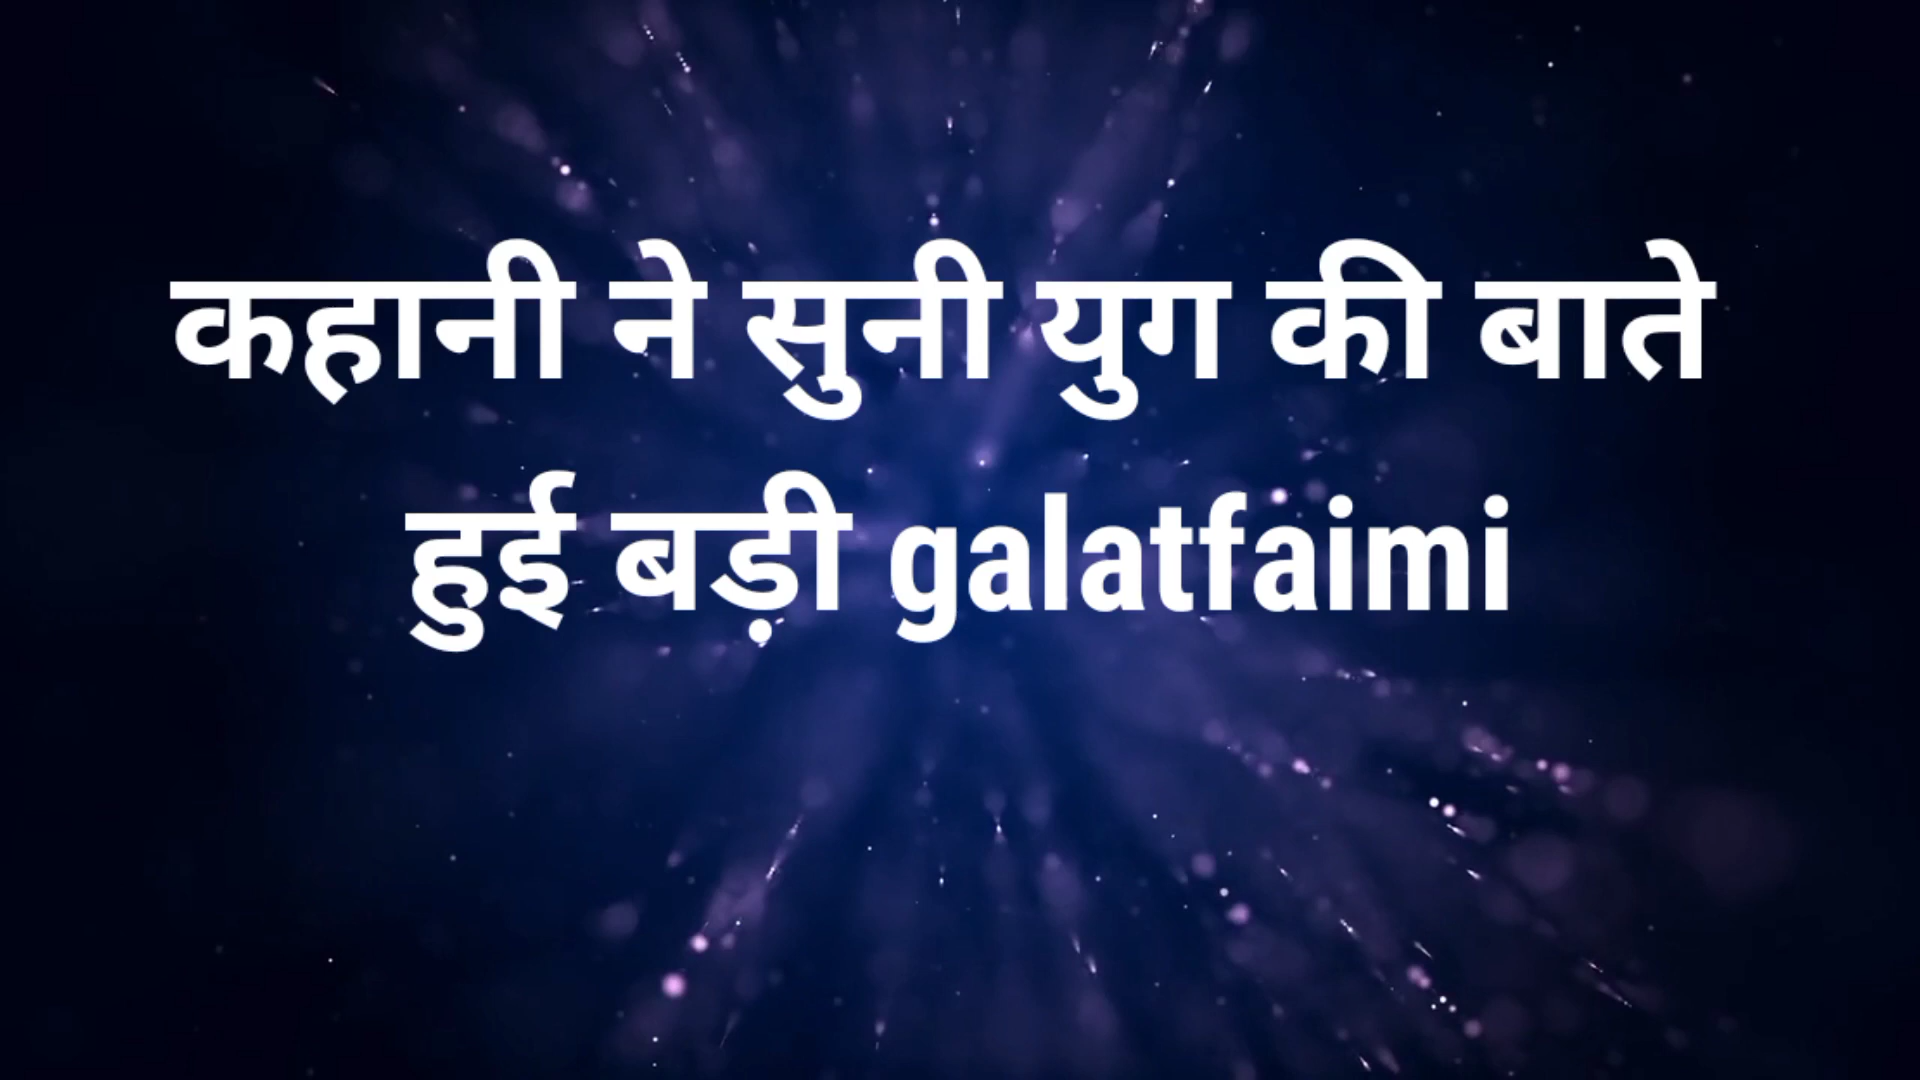 कहानी ने सुनी युग की बाते
हुई बड़ी galatfaimi